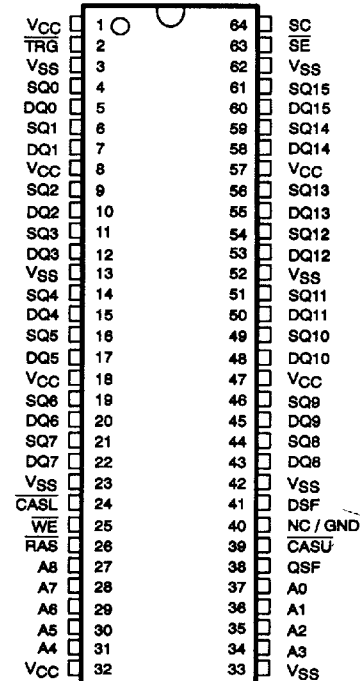 VCC 1 64 SC
TRG 2 63 SE
VSS 3 62 VSS
SQ0 4 61 SQ15
DQ0 5 60 DQ15
SQ1 6 59 SQ14
DQ1 7 58 DQ14
VCC 8 57 VCC
SQ2 9 56 SQ13
DQ2 10 55 DQ13
SQ3 11 54 SQ12
DQ3 12 53 DQ12
VSS 13 52 VSS
SQ4 14 51 SQ11
DQ4 15 50 DQ11
SQ5 16 49 SQ10
DQ5 17 48 DQ10
VCC 18 47 VCC
SQ6 19 46 SQ9
DQ6 20 45 DQ9
SQ7 21 44 SQ8
DQ7 22 43 DQ8
VSS 23 42 VSS
CASL 24 41 DSF
WE 25 40 NC / GND
RAS 26 39 CASU
A8 27 38 QSF
A7 28 37 A0
A6 29 36 A1
A5 30 35 A2
A4 31 34 A3
VCC 32 33 VSS